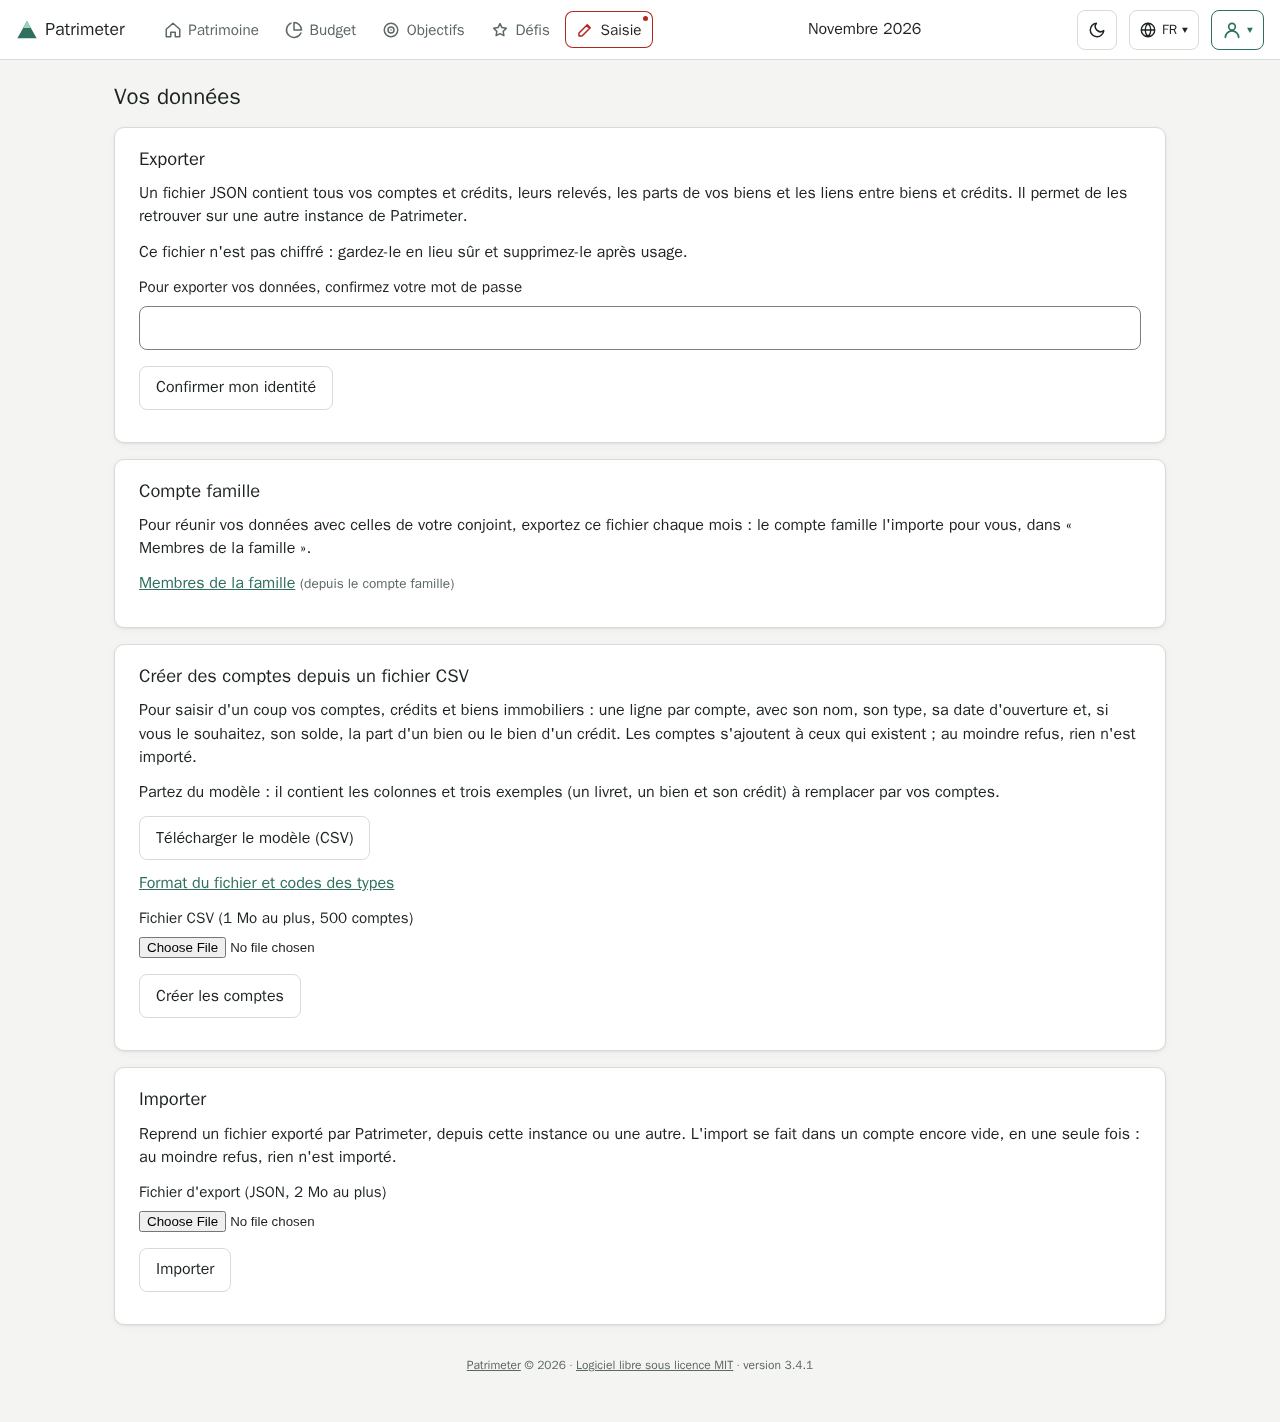 Patrimeter
Patrimoine
Budget
Objectifs
Défis
Saisie
Novembre 2026
FR ▾
▾
Vos données
Exporter
Un fichier JSON contient tous vos comptes et crédits, leurs relevés, les parts de vos biens et les liens entre biens et crédits. Il permet de les
retrouver sur une autre instance de Patrimeter.
Ce fichier n'est pas chiffré : gardez-le en lieu sûr et supprimez-le après usage.
Pour exporter vos données, confirmez votre mot de passe
Confirmer mon identité
Compte famille
Pour réunir vos données avec celles de votre conjoint, exportez ce fichier chaque mois : le compte famille l'importe pour vous, dans «
Membres de la famille ».
Membres de la famille (depuis le compte famille)
Créer des comptes depuis un fichier CSV
Pour saisir d'un coup vos comptes, crédits et biens immobiliers : une ligne par compte, avec son nom, son type, sa date d'ouverture et, si
vous le souhaitez, son solde, la part d'un bien ou le bien d'un crédit. Les comptes s'ajoutent à ceux qui existent ; au moindre refus, rien n'est
importé.
Partez du modèle : il contient les colonnes et trois exemples (un livret, un bien et son crédit) à remplacer par vos comptes.
Télécharger le modèle (CSV)
Format du fichier et codes des types
Fichier CSV (1 Mo au plus, 500 comptes)
Choose File No file chosen
Créer les comptes
Importer
Reprend un fichier exporté par Patrimeter, depuis cette instance ou une autre. L'import se fait dans un compte encore vide, en une seule fois :
au moindre refus, rien n'est importé.
Fichier d'export (JSON, 2 Mo au plus)
Choose File No file chosen
Importer
Patrimeter © 2026 · Logiciel libre sous licence MIT · version 3.4.1